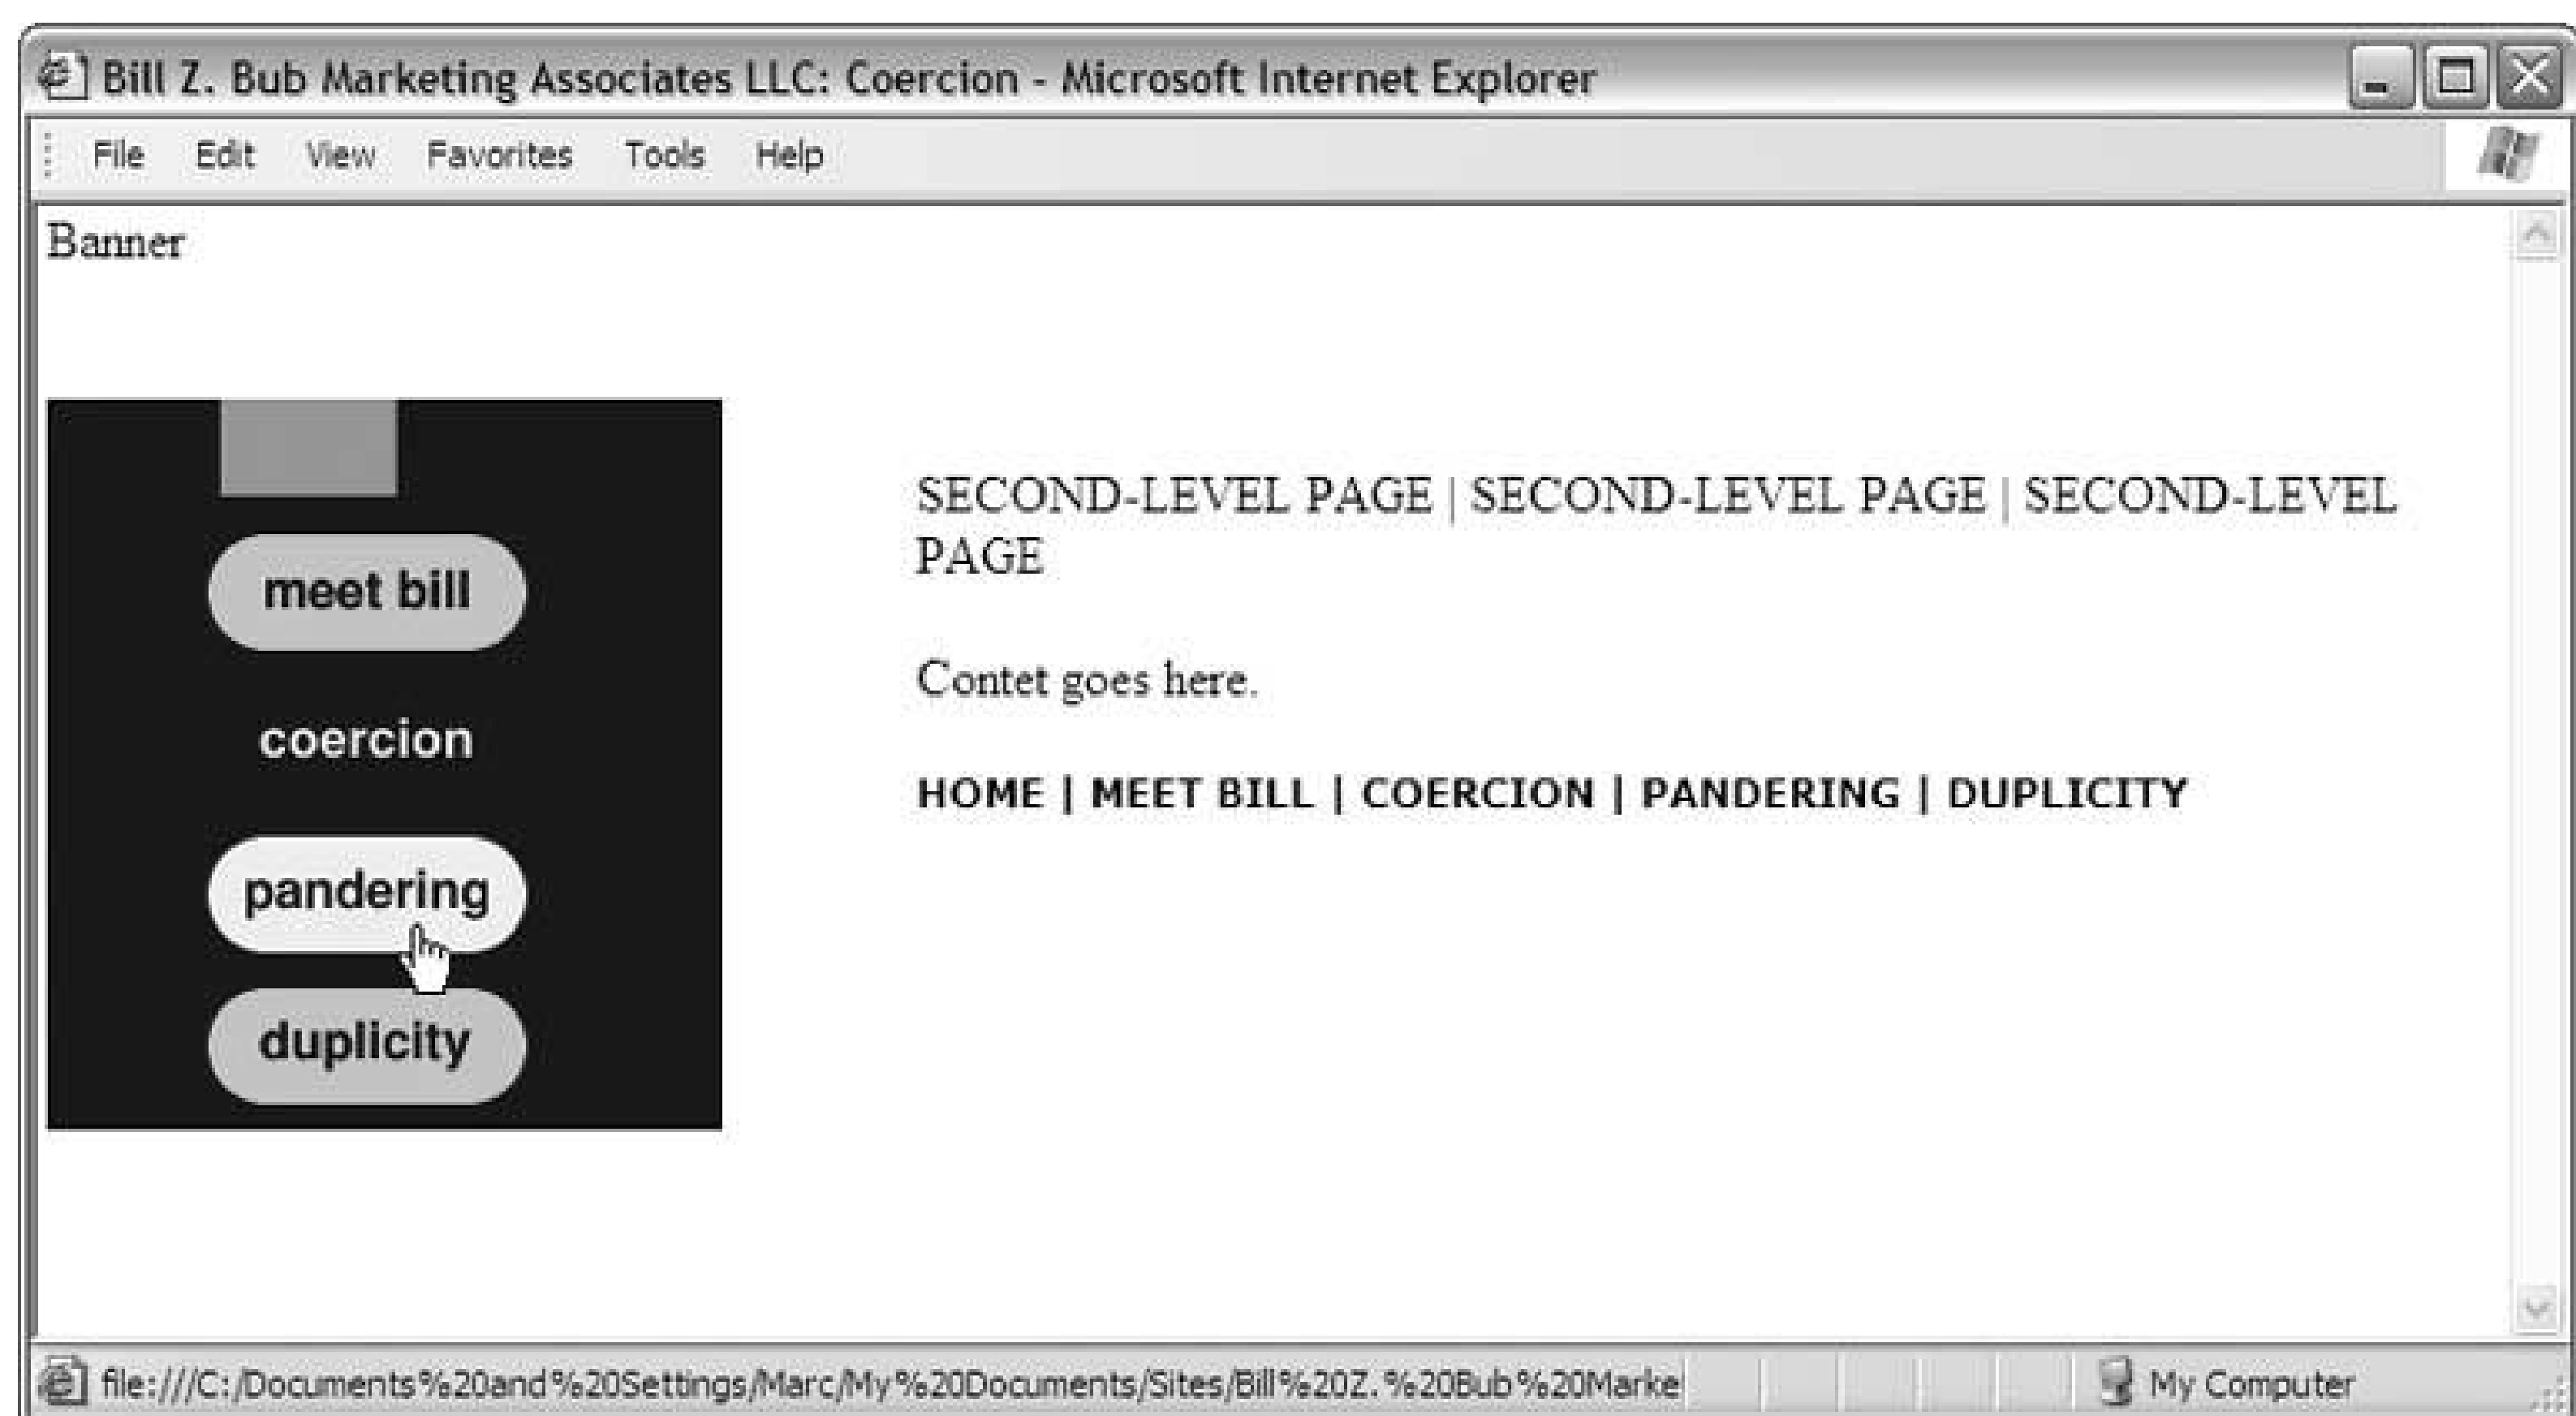 Bill Z. Bub Marketing Associates LLC: Coercion - Microsoft Internet Explorer
File Edit View Favorites Tools Help
Banner
meet bill
coercion
pandering
duplicity
SECOND-LEVEL PAGE | SECOND-LEVEL PAGE | SECOND-LEVEL
PAGE
Contet goes here.
HOME | MEET BILL | COERCION | PANDERING | DUPLICITY
file:///C:/Documents%20and%20Settings/Marc/My%20Documents/Sites/Bill%20Z.%20Bub%20Marke
My Computer